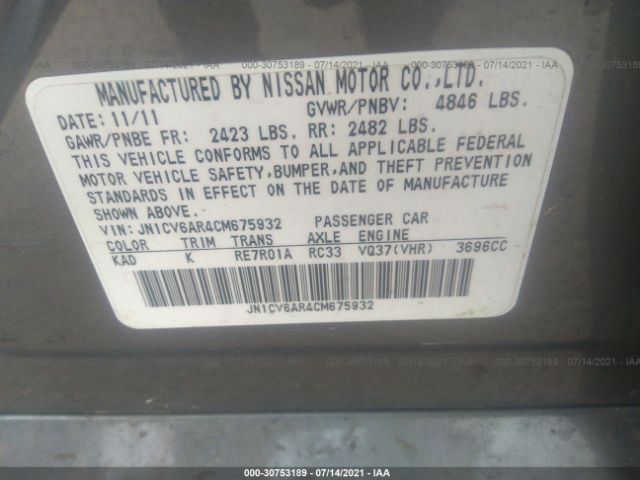 MANUFACTURED BY NISSAN MOTOR CO.,LTD.
DATE: 11/11 GVWR/PNBV: 4846 LBS.
GAWR/PNBE FR: 2423 LBS. RR: 2482 LBS.
THIS VEHICLE CONFORMS TO ALL APPLICABLE FEDERAL
MOTOR VEHICLE SAFETY,BUMPER,AND THEFT PREVENTION
STANDARDS IN EFFECT ON THE DATE OF MANUFACTURE
SHOWN ABOVE.
VIN: JN1CV6AR4CM675932 PASSENGER CAR
COLOR TRIM TRANS AXLE ENGINE
KAD K RE7R01A RC33 VQ37(VHR) 3696CC
JN1CV6AR4CM675932
000-30753189 - 07/14/2021 - IAA